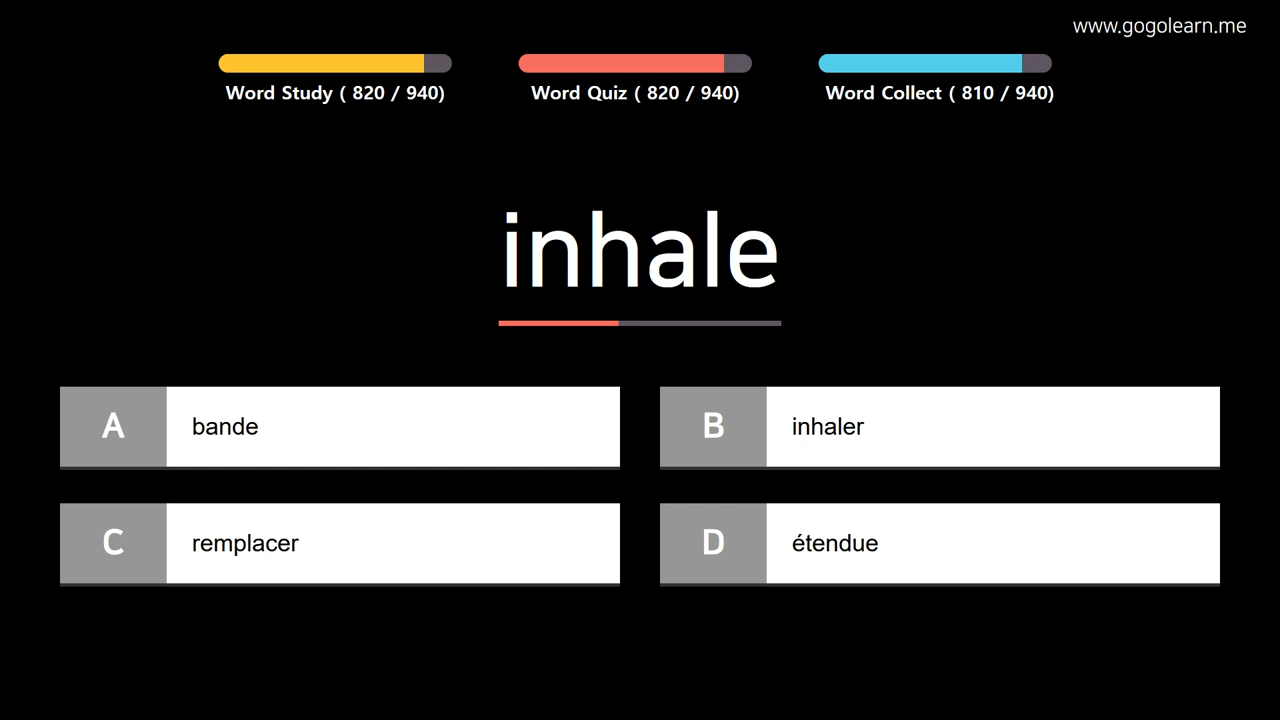 www.gogolearn.me
Word Study ( 820 / 940)
Word Quiz ( 820 / 940)
Word Collect ( 810 / 940)
inhale
A bande
B inhaler
C remplacer
D étendue